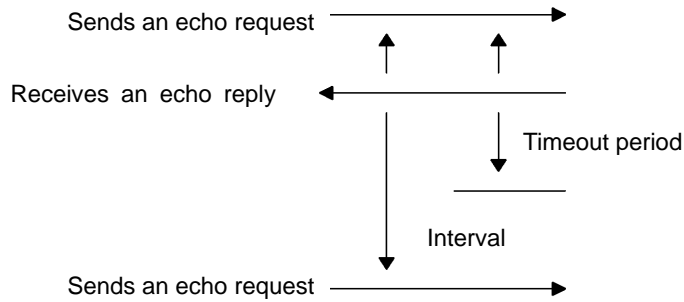 Sends an echo request
Receives an echo reply
Timeout period
Interval
Sends an echo request